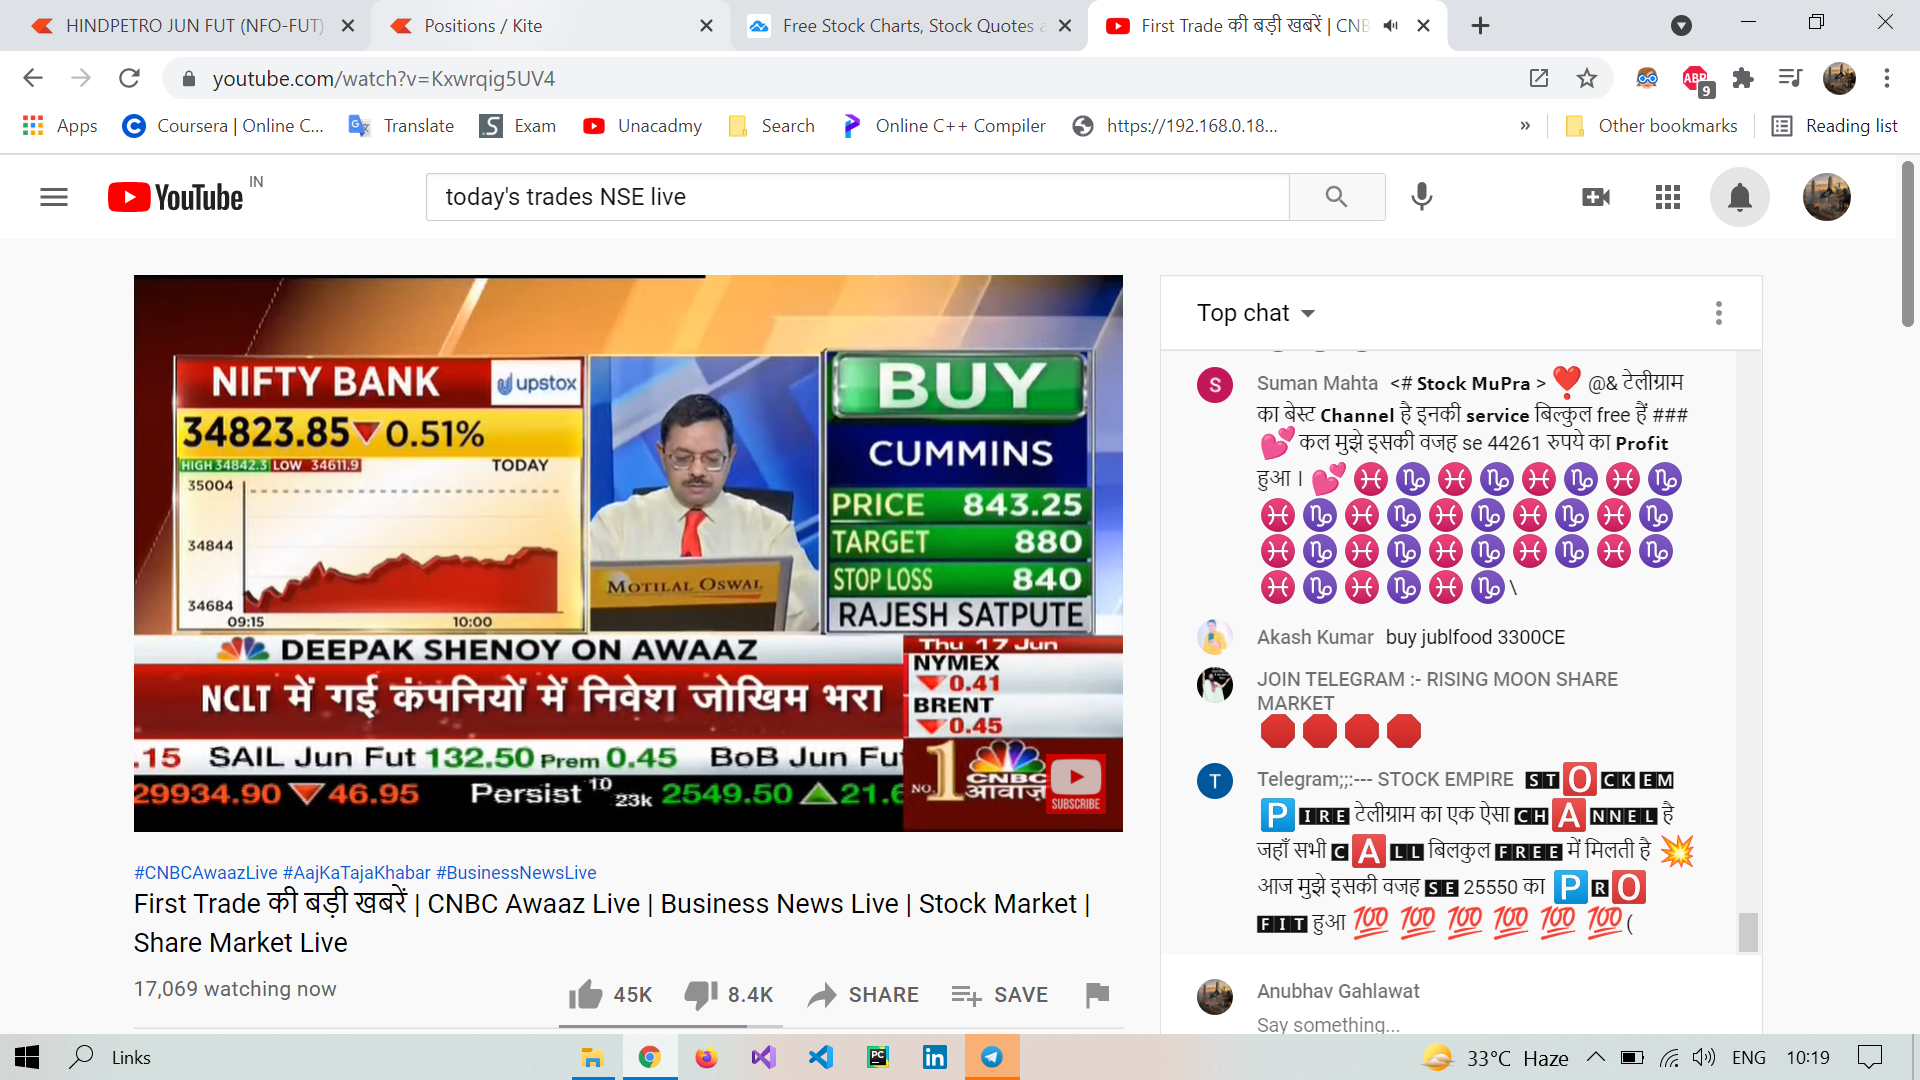 HINDPETRO JUN FUT (NFO-FUT)
Positions / Kite
Free Stock Charts, Stock Quotes a
First Trade की बड़ी खबरें | CNB
youtube.com/watch?v=Kxwrqig5UV4
ABP
9
Apps
Coursera | Online C...
Translate
Exam
Unacadmy
Search
Online C++ Compiler
https://192.168.0.18...
»
Other bookmarks
Reading list
YouTube IN
today's trades NSE live
NIFTY BANK
upstox
34823.85▼0.51%
HIGH 34842.3 LOW 34611.9
TODAY
35004
34844
34684
09:15
10:00
MOTILAL OSWAL
BUY
CUMMINS
PRICE 843.25
TARGET 880
STOP LOSS 840
RAJESH SATPUTE
DEEPAK SHENOY ON AWAAZ
NCLT में गई कंपनियों में निवेश जोखिम भरा
Thu 17 Jun
NYMEX
▼0.41
BRENT
▼0.45
.15 SAIL Jun Fut 132.50 Prem 0.45 BoB Jun Fu
29934.90 ▼46.95 Persist 10 23k 2549.50 ▲21.6
NO.1 CNBC आवाज़
SUBSCRIBE
#CNBCAwaazLive #AajKaTajaKhabar #BusinessNewsLive
First Trade की बड़ी खबरें | CNBC Awaaz Live | Business News Live | Stock Market |
Share Market Live
17,069 watching now
45K
8.4K
SHARE
SAVE
Top chat
S
Suman Mahta <# Stock MuPra > ❣️ @& टेलीग्राम
का बेस्ट Channel है इनकी service बिल्कुल free हैं ###
💕 कल मुझे इसकी वजह se 44261 रुपये का Profit
हुआ । 💕 ♓♑♓♑♓♑♓♑
♓♑♓♑♓♑♓♑♓♑
♓♑♓♑♓♑♓♑♓♑
♓♑♓♑♓♑\
Akash Kumar buy jublfood 3300CE
JOIN TELEGRAM :- RISING MOON SHARE
MARKET
🛑🛑🛑🛑
T
Telegram;;:--- STOCK EMPIRE 🆂🆃🅾️🅲🅺 🅴🅼
🅿️🅸🆁🅴 टेलीग्राम का एक ऐसा 🅲🅷🅰️🅽🅽🅴🅻 है
जहाँ सभी 🅲🅰️🅻🅻 बिलकुल 🅵🆁🅴🅴 में मिलती है 💥
आज मुझे इसकी वजह 🆂🅴 25550 का 🅿️🆁🅾️
🅵🅸🆃 हुआ 💯 💯 💯 💯 💯 💯 (
Anubhav Gahlawat
Say something...
Links
PC
33°C Haze
ENG
10:19